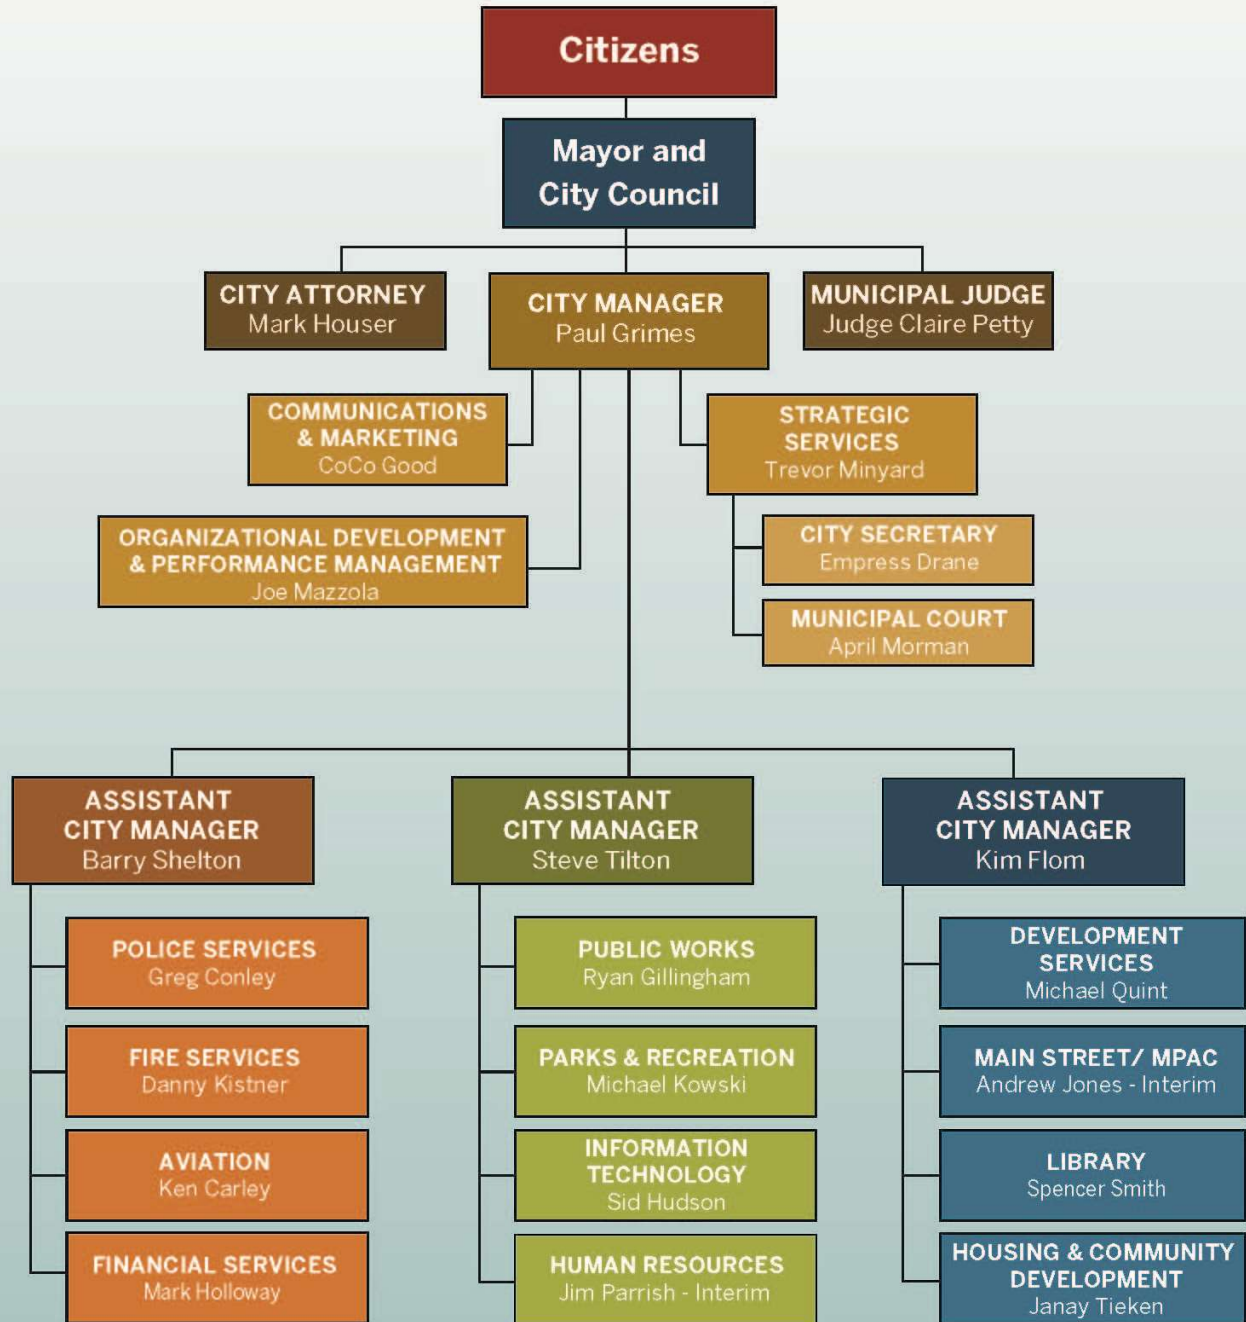 Citizens
Mayor and
City Council
CITY ATTORNEY
Mark Houser
CITY MANAGER
Paul Grimes
MUNICIPAL JUDGE
Judge Claire Petty
COMMUNICATIONS
& MARKETING
CoCo Good
STRATEGIC
SERVICES
Trevor Minyard
ORGANIZATIONAL DEVELOPMENT
& PERFORMANCE MANAGEMENT
Joe Mazzola
CITY SECRETARY
Empress Drane
MUNICIPAL COURT
April Morman
ASSISTANT
CITY MANAGER
Barry Shelton
POLICE SERVICES
Greg Conley
FIRE SERVICES
Danny Kistner
AVIATION
Ken Carley
FINANCIAL SERVICES
Mark Holloway
ASSISTANT
CITY MANAGER
Steve Tilton
PUBLIC WORKS
Ryan Gillingham
PARKS & RECREATION
Michael Kowski
INFORMATION
TECHNOLOGY
Sid Hudson
HUMAN RESOURCES
Jim Parrish - Interim
ASSISTANT
CITY MANAGER
Kim Flom
DEVELOPMENT
SERVICES
Michael Quint
MAIN STREET/ MPAC
Andrew Jones - Interim
LIBRARY
Spencer Smith
HOUSING & COMMUNITY
DEVELOPMENT
Janay Tieken